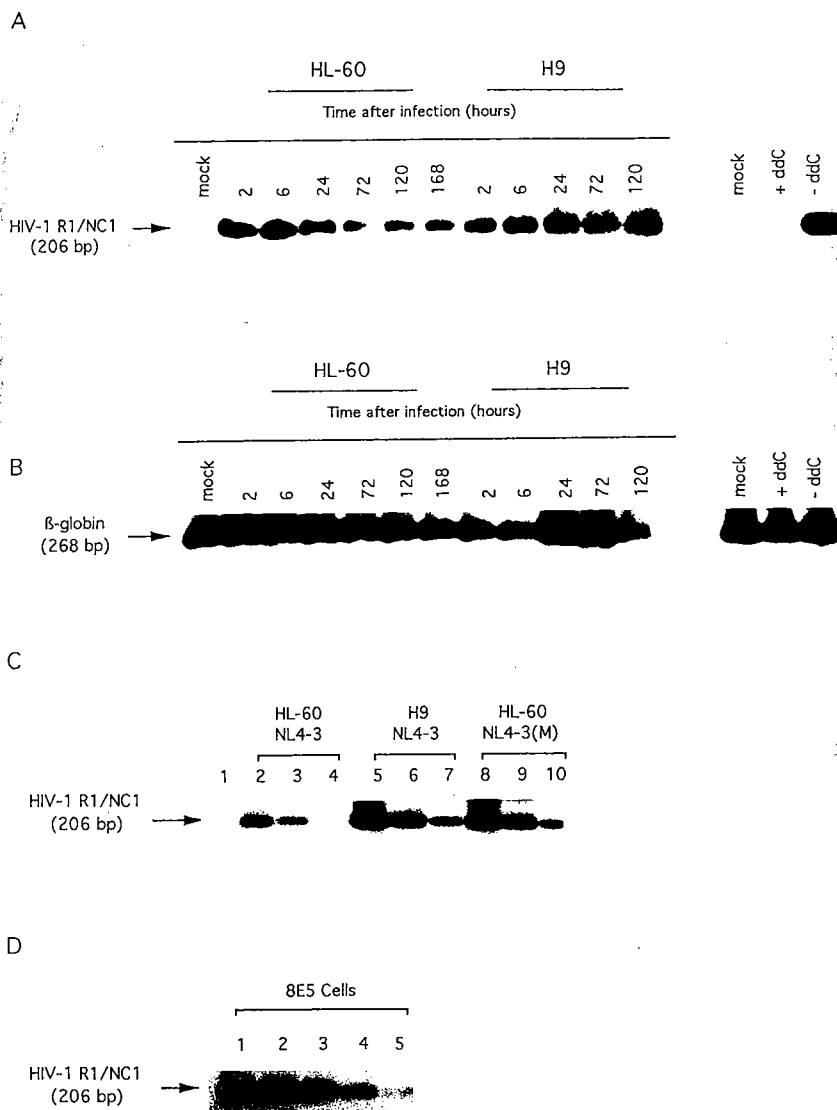 A
HL-60 H9
Time after infection (hours)
mock 2 6 24 72 120 168 2 6 24 72 120 mock + ddC - ddC
HIV-1 R1/NC1
(206 bp)
HL-60 H9
Time after infection (hours)
B
mock 2 6 24 72 120 168 2 6 24 72 120 mock + ddC - ddC
ß-globin
(268 bp)
C
HL-60 H9 HL-60
NL4-3 NL4-3 NL4-3(M)
1 2 3 4 5 6 7 8 9 10
HIV-1 R1/NC1
(206 bp)
D
8E5 Cells
1 2 3 4 5
HIV-1 R1/NC1
(206 bp)